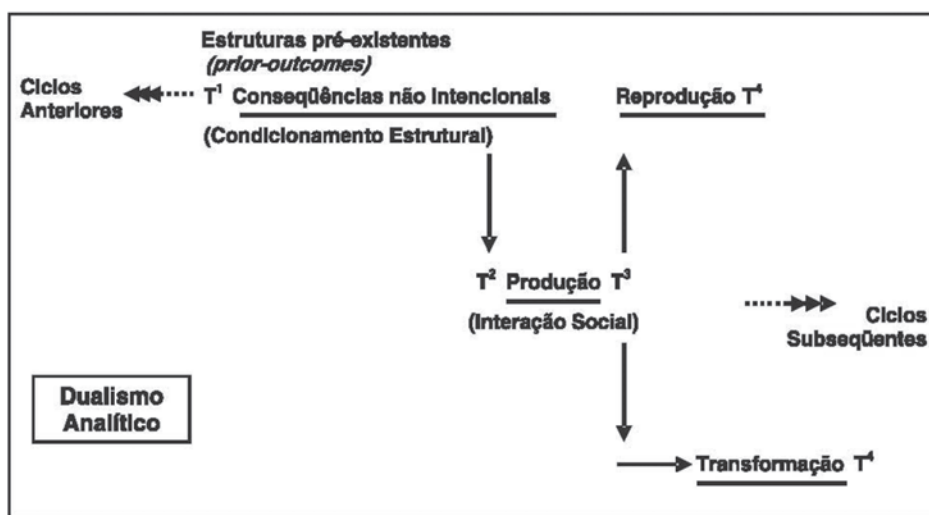 Estruturas pré-existentes
(prior-outcomes)
Ciclos
Anteriores
T¹ Conseqüências não intencionais
(Condicionamento Estrutural)
Reprodução T⁴
T² Produção T³
(Interação Social)
Ciclos
Subseqüentes
Dualismo
Analítico
Transformação T⁴